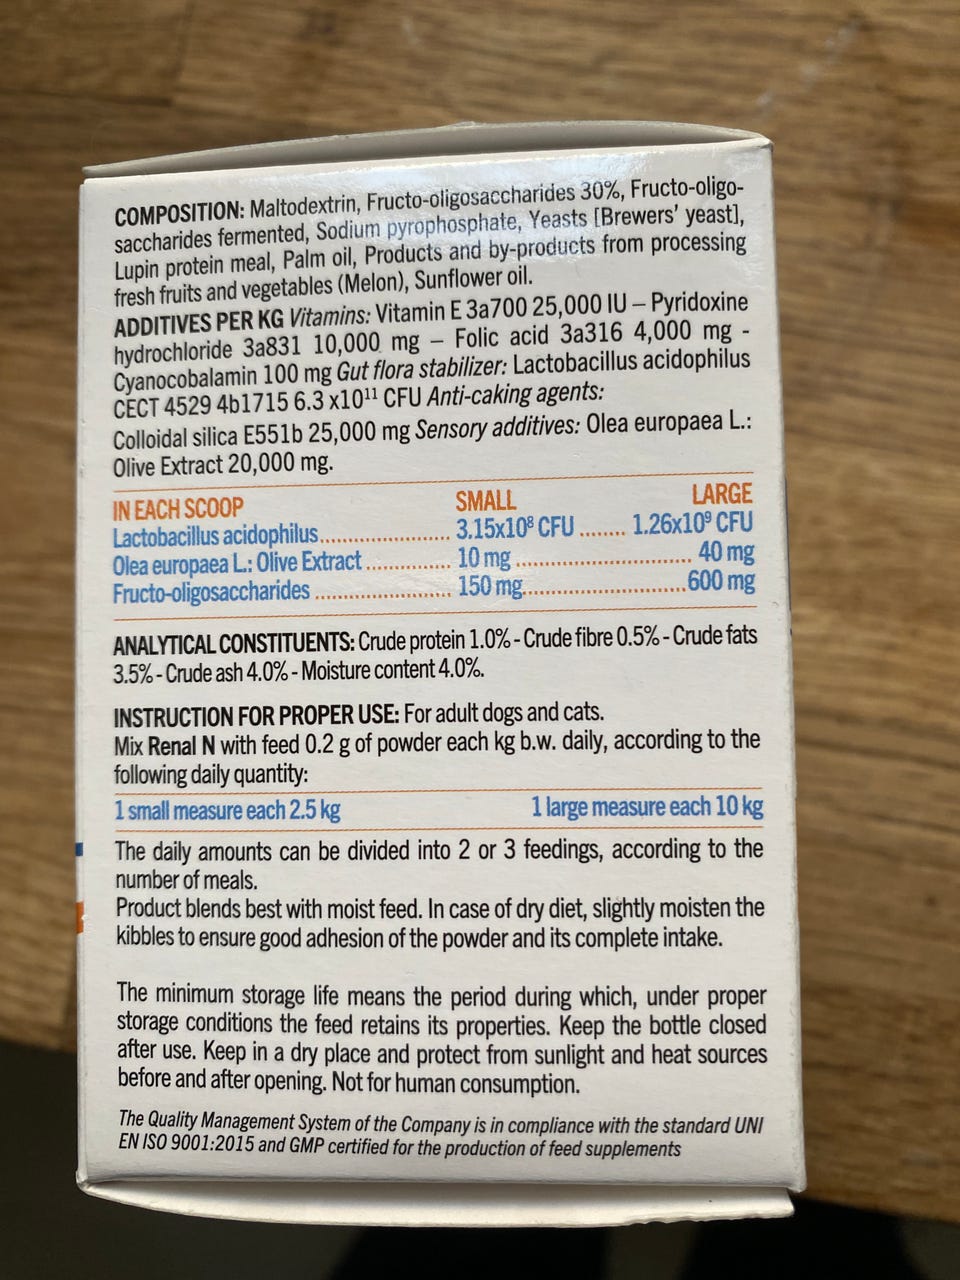 COMPOSITION: Maltodextrin, Fructo-oligosaccharides 30%, Fructo-oligo-
saccharides fermented, Sodium pyrophosphate, Yeasts [Brewers' yeast],
Lupin protein meal, Palm oil, Products and by-products from processing
fresh fruits and vegetables (Melon), Sunflower oil.
ADDITIVES PER KG Vitamins: Vitamin E 3a700 25,000 IU – Pyridoxine
hydrochloride 3a831 10,000 mg – Folic acid 3a316 4,000 mg -
Cyanocobalamin 100 mg Gut flora stabilizer: Lactobacillus acidophilus
CECT 4529 4b1715 6.3 x10¹¹ CFU Anti-caking agents:
Colloidal silica E551b 25,000 mg Sensory additives: Olea europaea L.:
Olive Extract 20,000 mg.
IN EACH SCOOP SMALL LARGE
Lactobacillus acidophilus.................... 3.15x10⁸ CFU ........ 1.26x10⁹ CFU
Olea europaea L.: Olive Extract .............. 10 mg ............................... 40 mg
Fructo-oligosaccharides ....................... 150 mg............................. 600 mg
ANALYTICAL CONSTITUENTS: Crude protein 1.0% - Crude fibre 0.5% - Crude fats
3.5% - Crude ash 4.0% - Moisture content 4.0%.
INSTRUCTION FOR PROPER USE: For adult dogs and cats.
Mix Renal N with feed 0.2 g of powder each kg b.w. daily, according to the
following daily quantity:
1 small measure each 2.5 kg 1 large measure each 10 kg
The daily amounts can be divided into 2 or 3 feedings, according to the
number of meals.
Product blends best with moist feed. In case of dry diet, slightly moisten the
kibbles to ensure good adhesion of the powder and its complete intake.
The minimum storage life means the period during which, under proper
storage conditions the feed retains its properties. Keep the bottle closed
after use. Keep in a dry place and protect from sunlight and heat sources
before and after opening. Not for human consumption.
The Quality Management System of the Company is in compliance with the standard UNI
EN ISO 9001:2015 and GMP certified for the production of feed supplements